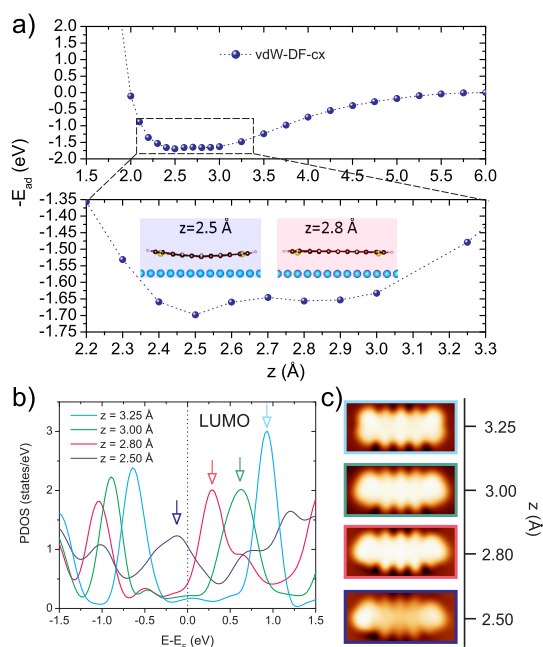 a)
2.0
1.5
1.0
0.5
0.0
-0.5
-1.0
-1.5
-2.0
vdW-DF-cx
1.5 2.0 2.5 3.0 3.5 4.0 4.5 5.0 5.5 6.0
-E_ad (eV)
-1.35
-1.40
-1.45
-1.50
-1.55
-1.60
-1.65
-1.70
-1.75
z=2.5 Å
z=2.8 Å
2.2 2.3 2.4 2.5 2.6 2.7 2.8 2.9 3.0 3.1 3.2 3.3
z (Å)
b)
z = 3.25 Å
z = 3.00 Å
z = 2.80 Å
z = 2.50 Å
LUMO
PDOS (states/eV)
3
2
1
0
-1.5 -1.0 -0.5 0.0 0.5 1.0 1.5
E-E_F (eV)
c)
3.25
3.00
2.80
2.50
z (Å)